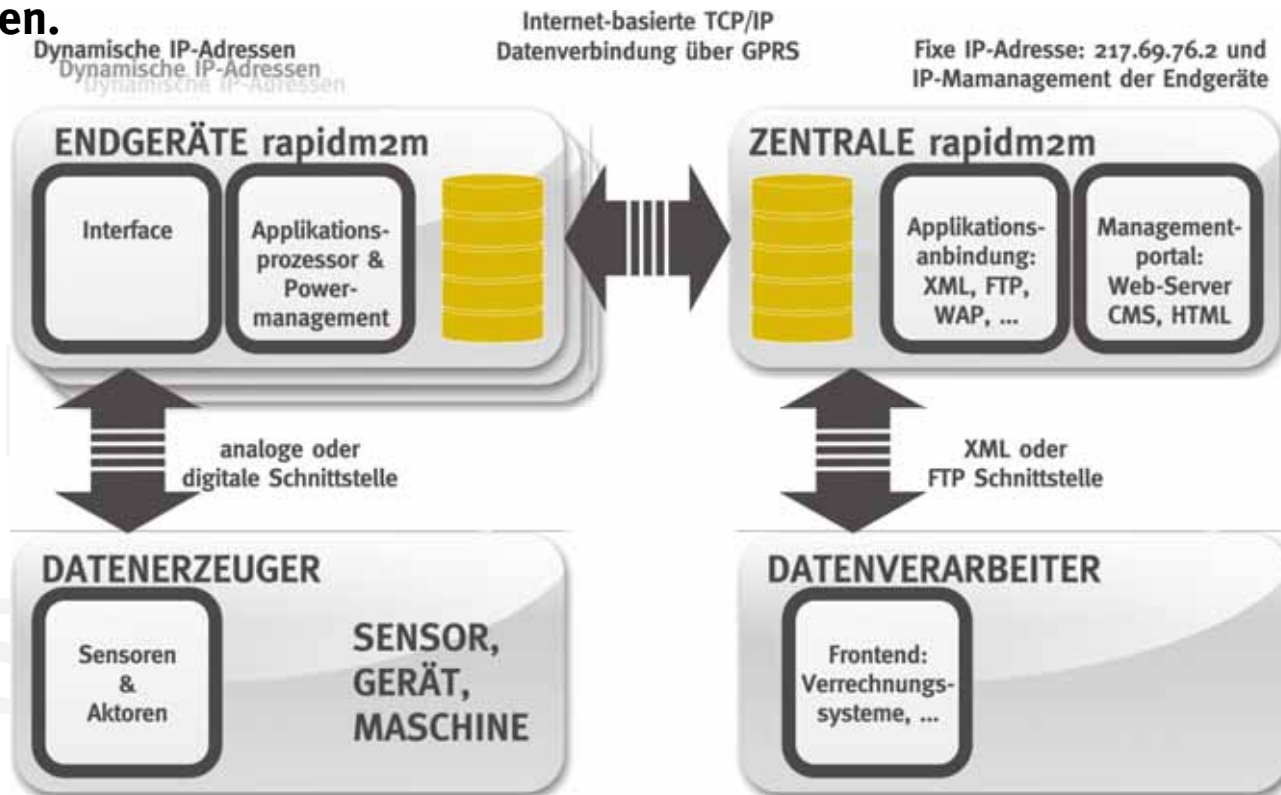 en.
Dynamische IP-Adressen
Dynamische IP-Adressen
Dynamische IP-Adressen
Internet-basierte TCP/IP
Datenverbindung über GPRS
Fixe IP-Adresse: 217.69.76.2 und
IP-Mamanagement der Endgeräte
ENDGERÄTE rapidm2m
Interface
Applikations-
prozessor &
Power-
management
ZENTRALE rapidm2m
Applikations-
anbindung:
XML, FTP,
WAP, ...
Management-
portal:
Web-Server
CMS, HTML
analoge oder
digitale Schnittstelle
XML oder
FTP Schnittstelle
DATENERZEUGER
Sensoren
&
Aktoren
SENSOR,
GERÄT,
MASCHINE
DATENVERARBEITER
Frontend:
Verrechnungs-
systeme, ...